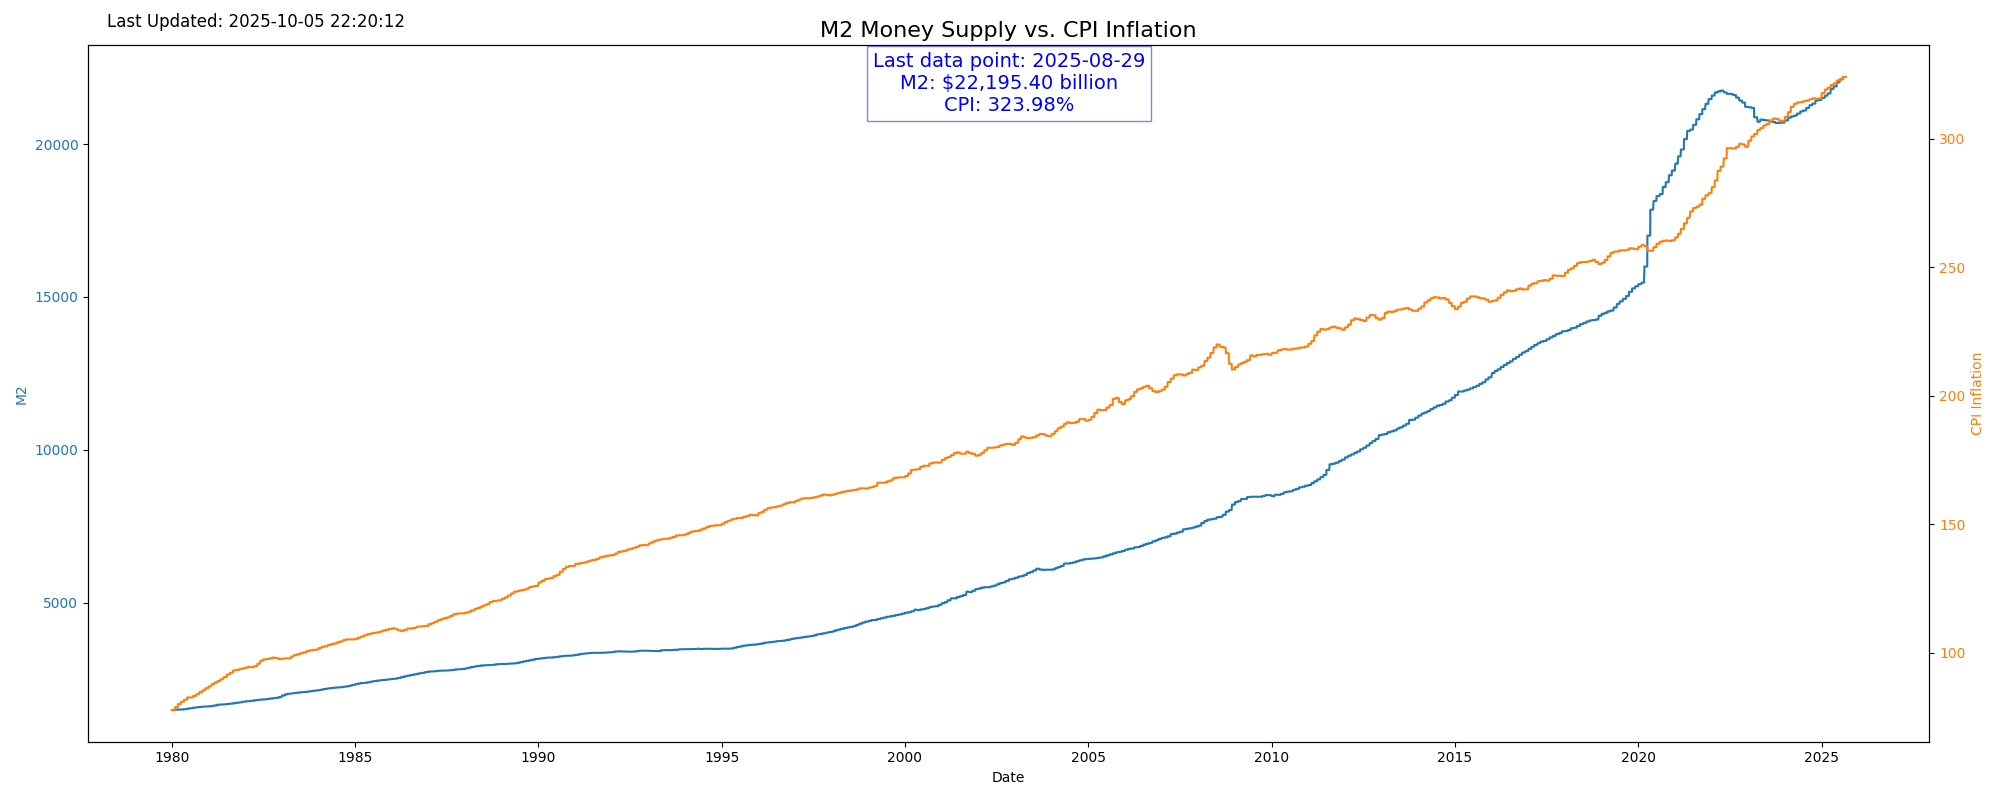 Last Updated: 2025-10-05 22:20:12
M2 Money Supply vs. CPI Inflation
Last data point: 2025-08-29
M2: $22,195.40 billion
CPI: 323.98%
20000
15000
10000
5000
M2
300
250
200
150
100
CPI Inflation
1980 1985 1990 1995 2000 2005 2010 2015 2020 2025
Date